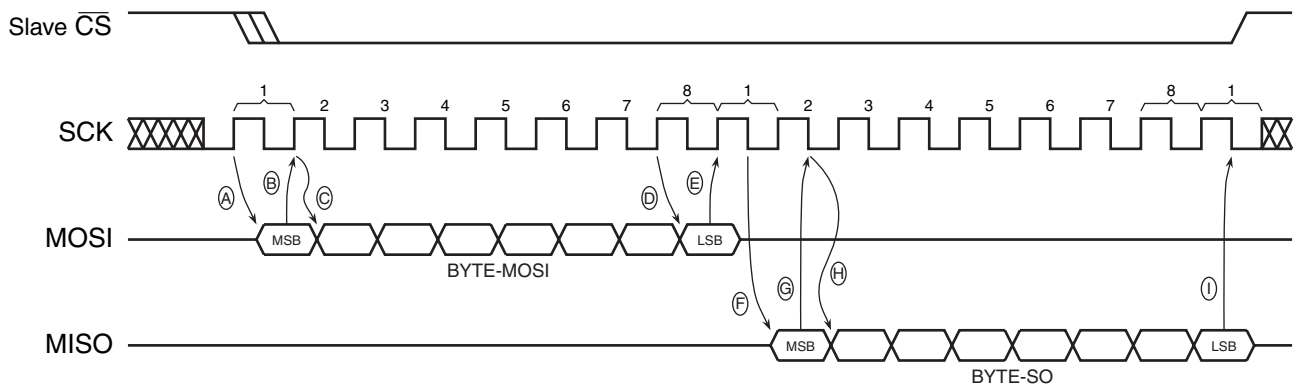 Slave CS
1 2 3 4 5 6 7 8 1 2 3 4 5 6 7 8 1
SCK
A B C D E
MOSI MSB LSB
BYTE-MOSI
F G H I
MISO MSB LSB
BYTE-SO